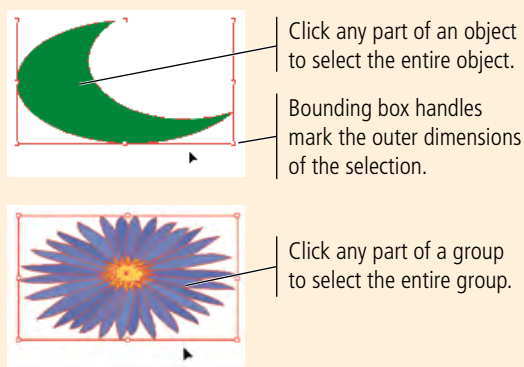 Click any part of an object
to select the entire object.
Bounding box handles
mark the outer dimensions
of the selection.
Click any part of a group
to select the entire group.